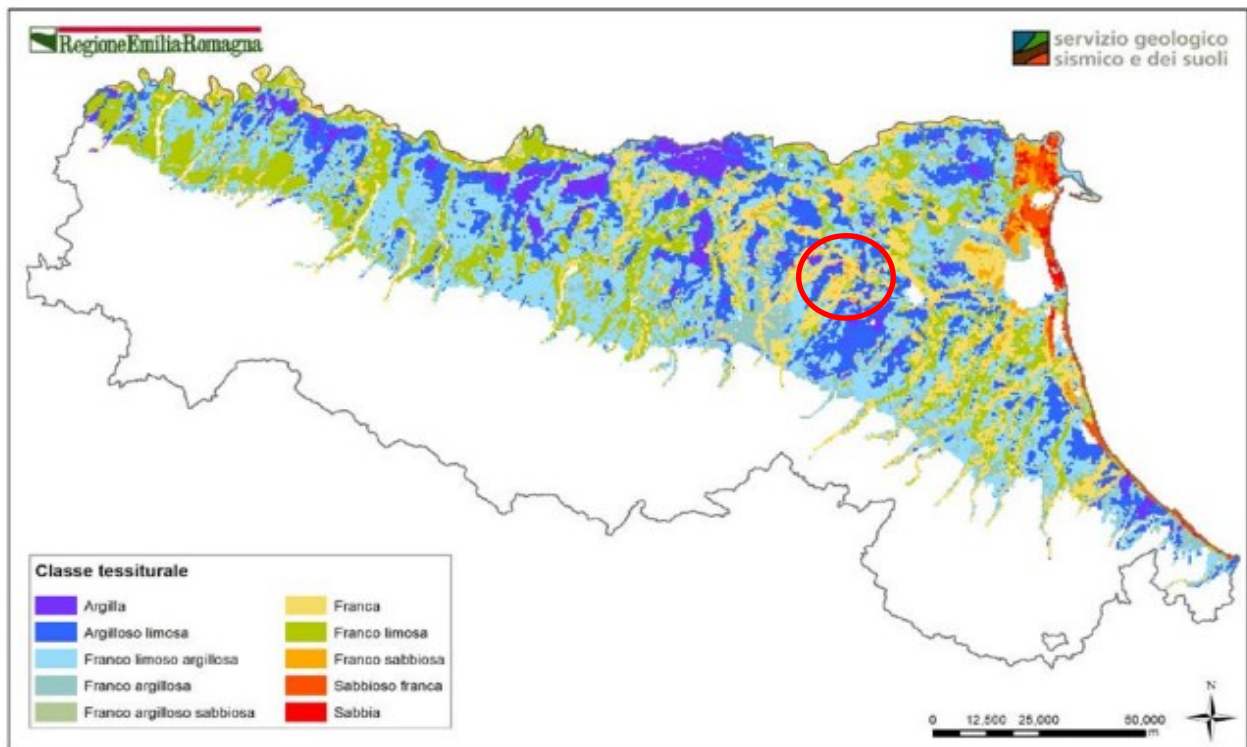 RegioneEmilia-Romagna
servizio geologico
sismico e dei suoli
Classe tessiturale
Argilla
Argilloso limosa
Franco limoso argillosa
Franco argillosa
Franco argilloso sabbiosa
Franca
Franco limosa
Franco sabbiosa
Sabbioso franca
Sabbia
N
0 12,500 25,000 50,000
m